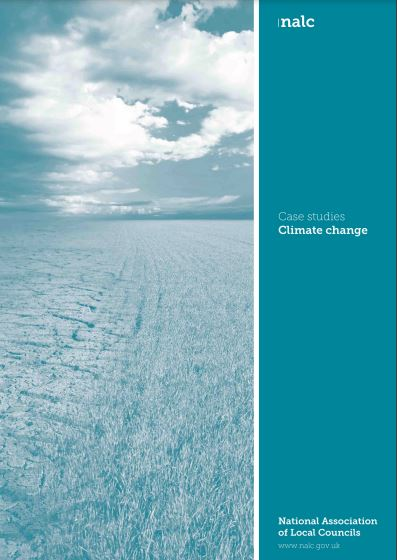 nalc
Case studies
Climate change
National Association
of Local Councils
www.nalc.gov.uk